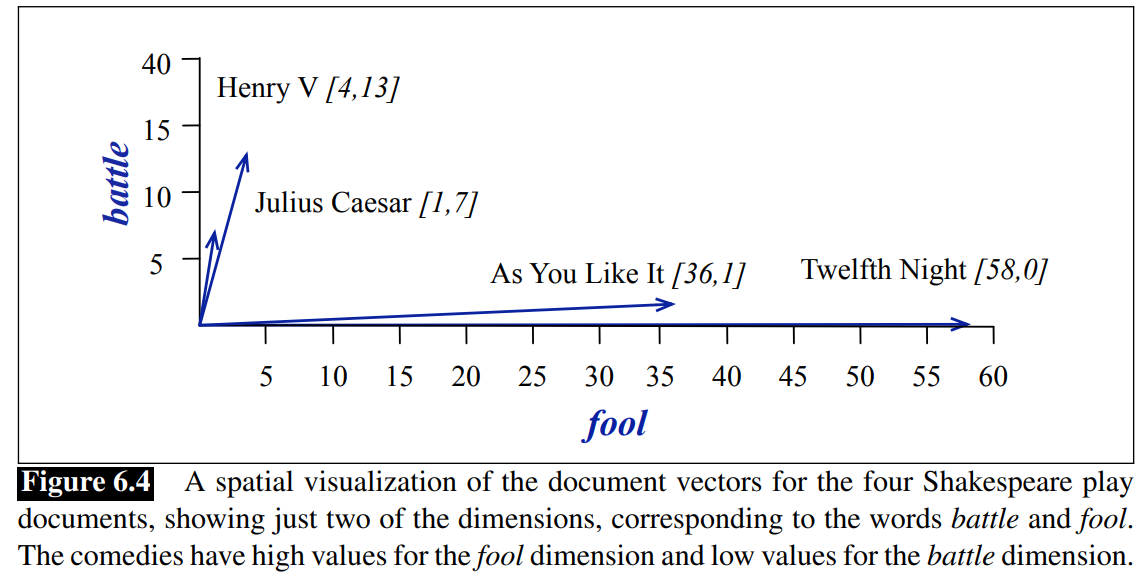 40
Henry V [4,13]
15
battle
10
Julius Caesar [1,7]
5
As You Like It [36,1]
Twelfth Night [58,0]
5 10 15 20 25 30 35 40 45 50 55 60
fool
Figure 6.4 A spatial visualization of the document vectors for the four Shakespeare play
documents, showing just two of the dimensions, corresponding to the words battle and fool.
The comedies have high values for the fool dimension and low values for the battle dimension.